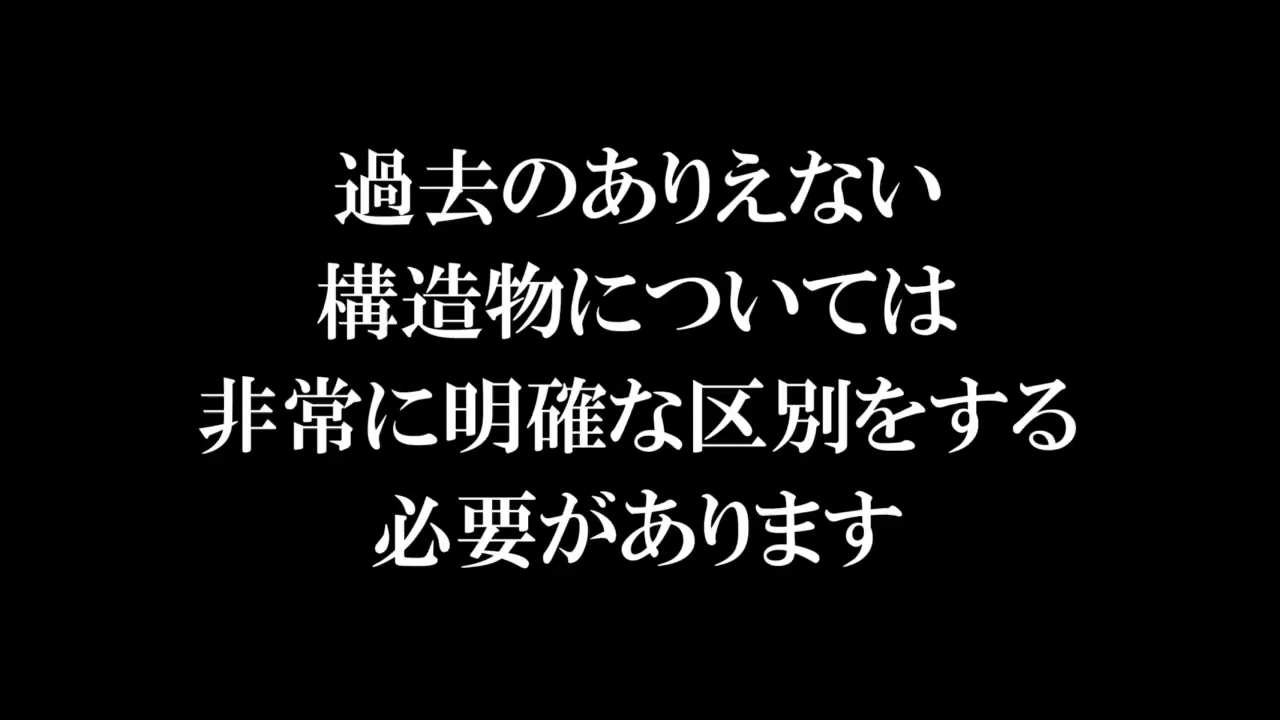 過去のありえない
構造物については
非常に明確な区別をする
必要があります